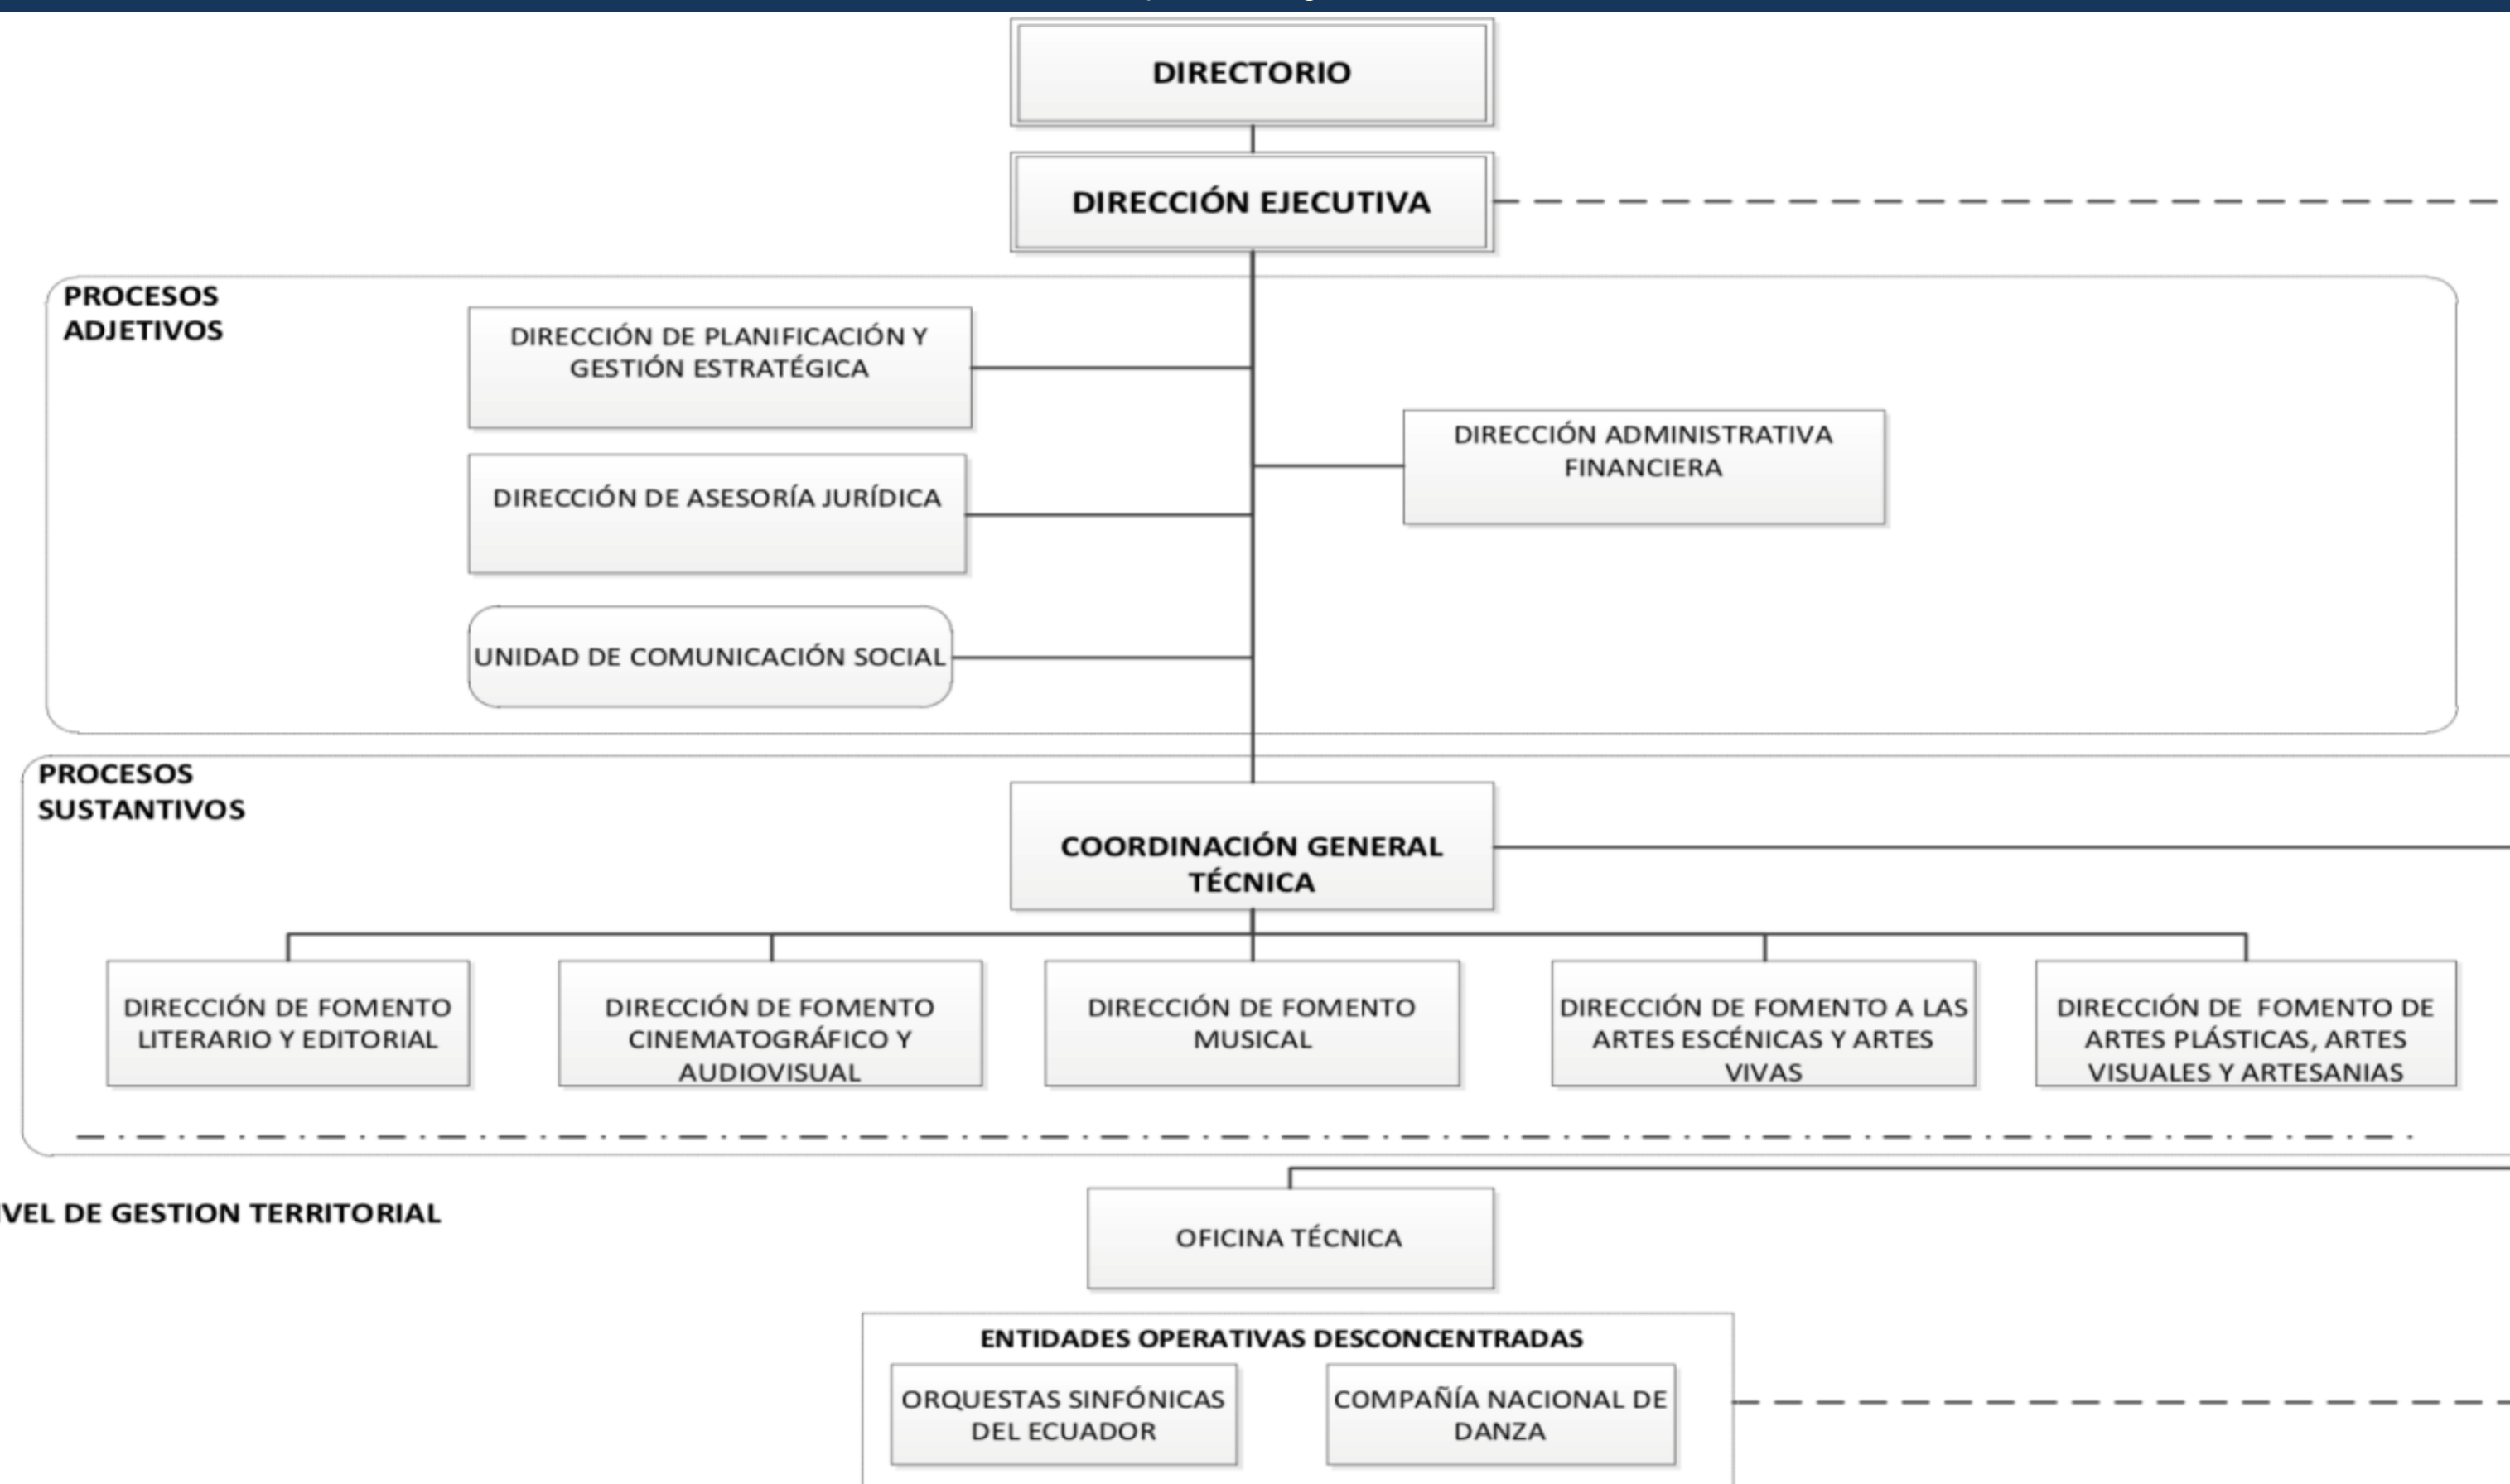 DIRECTORIO
DIRECCIÓN EJECUTIVA
PROCESOS
ADJETIVOS
DIRECCIÓN DE PLANIFICACIÓN Y
GESTIÓN ESTRATÉGICA
DIRECCIÓN ADMINISTRATIVA
FINANCIERA
DIRECCIÓN DE ASESORÍA JURÍDICA
UNIDAD DE COMUNICACIÓN SOCIAL
PROCESOS
SUSTANTIVOS
COORDINACIÓN GENERAL
TÉCNICA
DIRECCIÓN DE FOMENTO
LITERARIO Y EDITORIAL
DIRECCIÓN DE FOMENTO
CINEMATOGRÁFICO Y
AUDIOVISUAL
DIRECCIÓN DE FOMENTO
MUSICAL
DIRECCIÓN DE FOMENTO A LAS
ARTES ESCÉNICAS Y ARTES
VIVAS
DIRECCIÓN DE  FOMENTO DE
ARTES PLÁSTICAS, ARTES
VISUALES Y ARTESANIAS
IVEL DE GESTION TERRITORIAL
OFICINA TÉCNICA
ENTIDADES OPERATIVAS DESCONCENTRADAS
ORQUESTAS SINFÓNICAS
DEL ECUADOR
COMPAÑÍA NACIONAL DE
DANZA